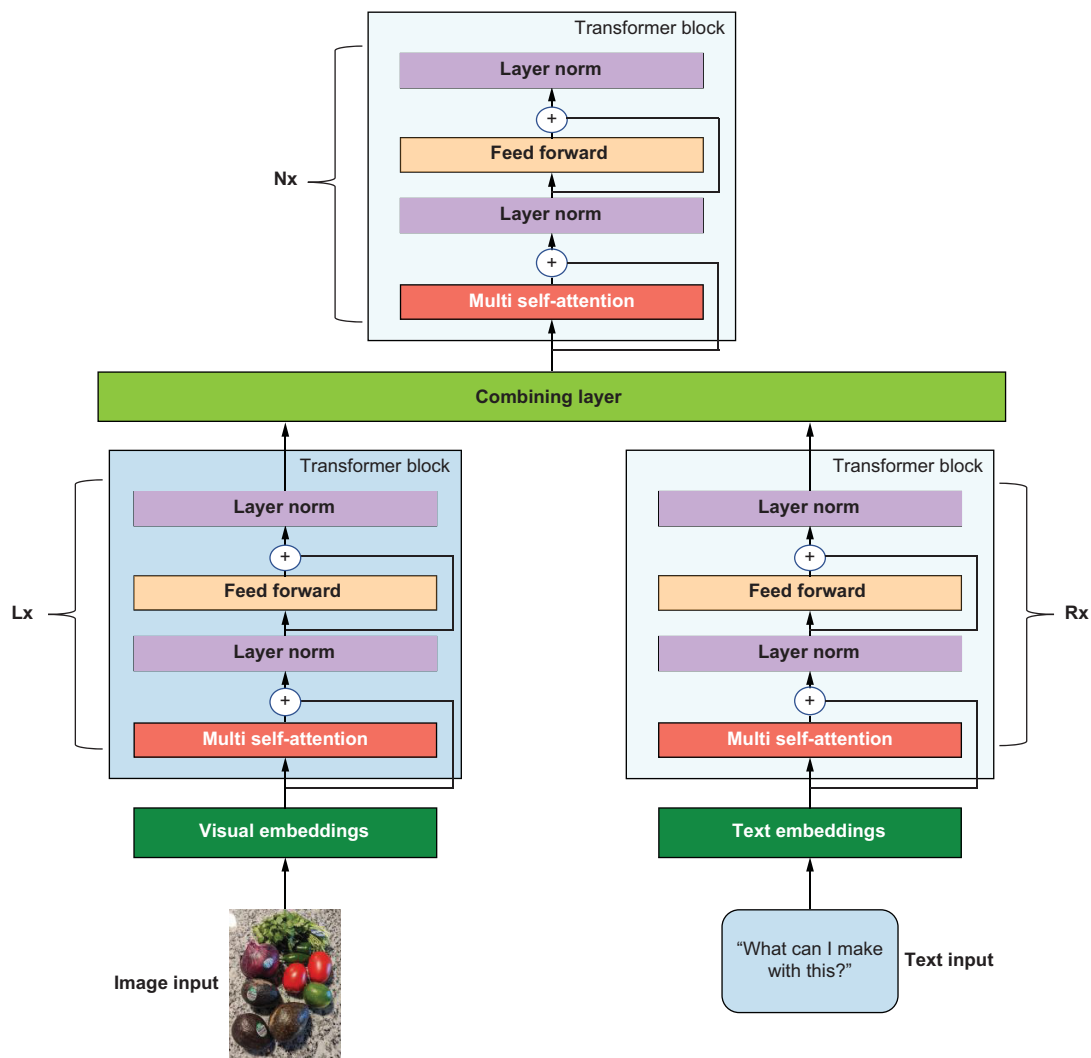 Transformer block
Layer norm
+
Feed forward
Nx
Layer norm
+
Multi self-attention
Combining layer
Transformer block
Layer norm
+
Feed forward
Lx
Layer norm
+
Multi self-attention
Visual embeddings
Image input
Transformer block
Layer norm
+
Feed forward
Rx
Layer norm
+
Multi self-attention
Text embeddings
“What can I make
with this?”
Text input